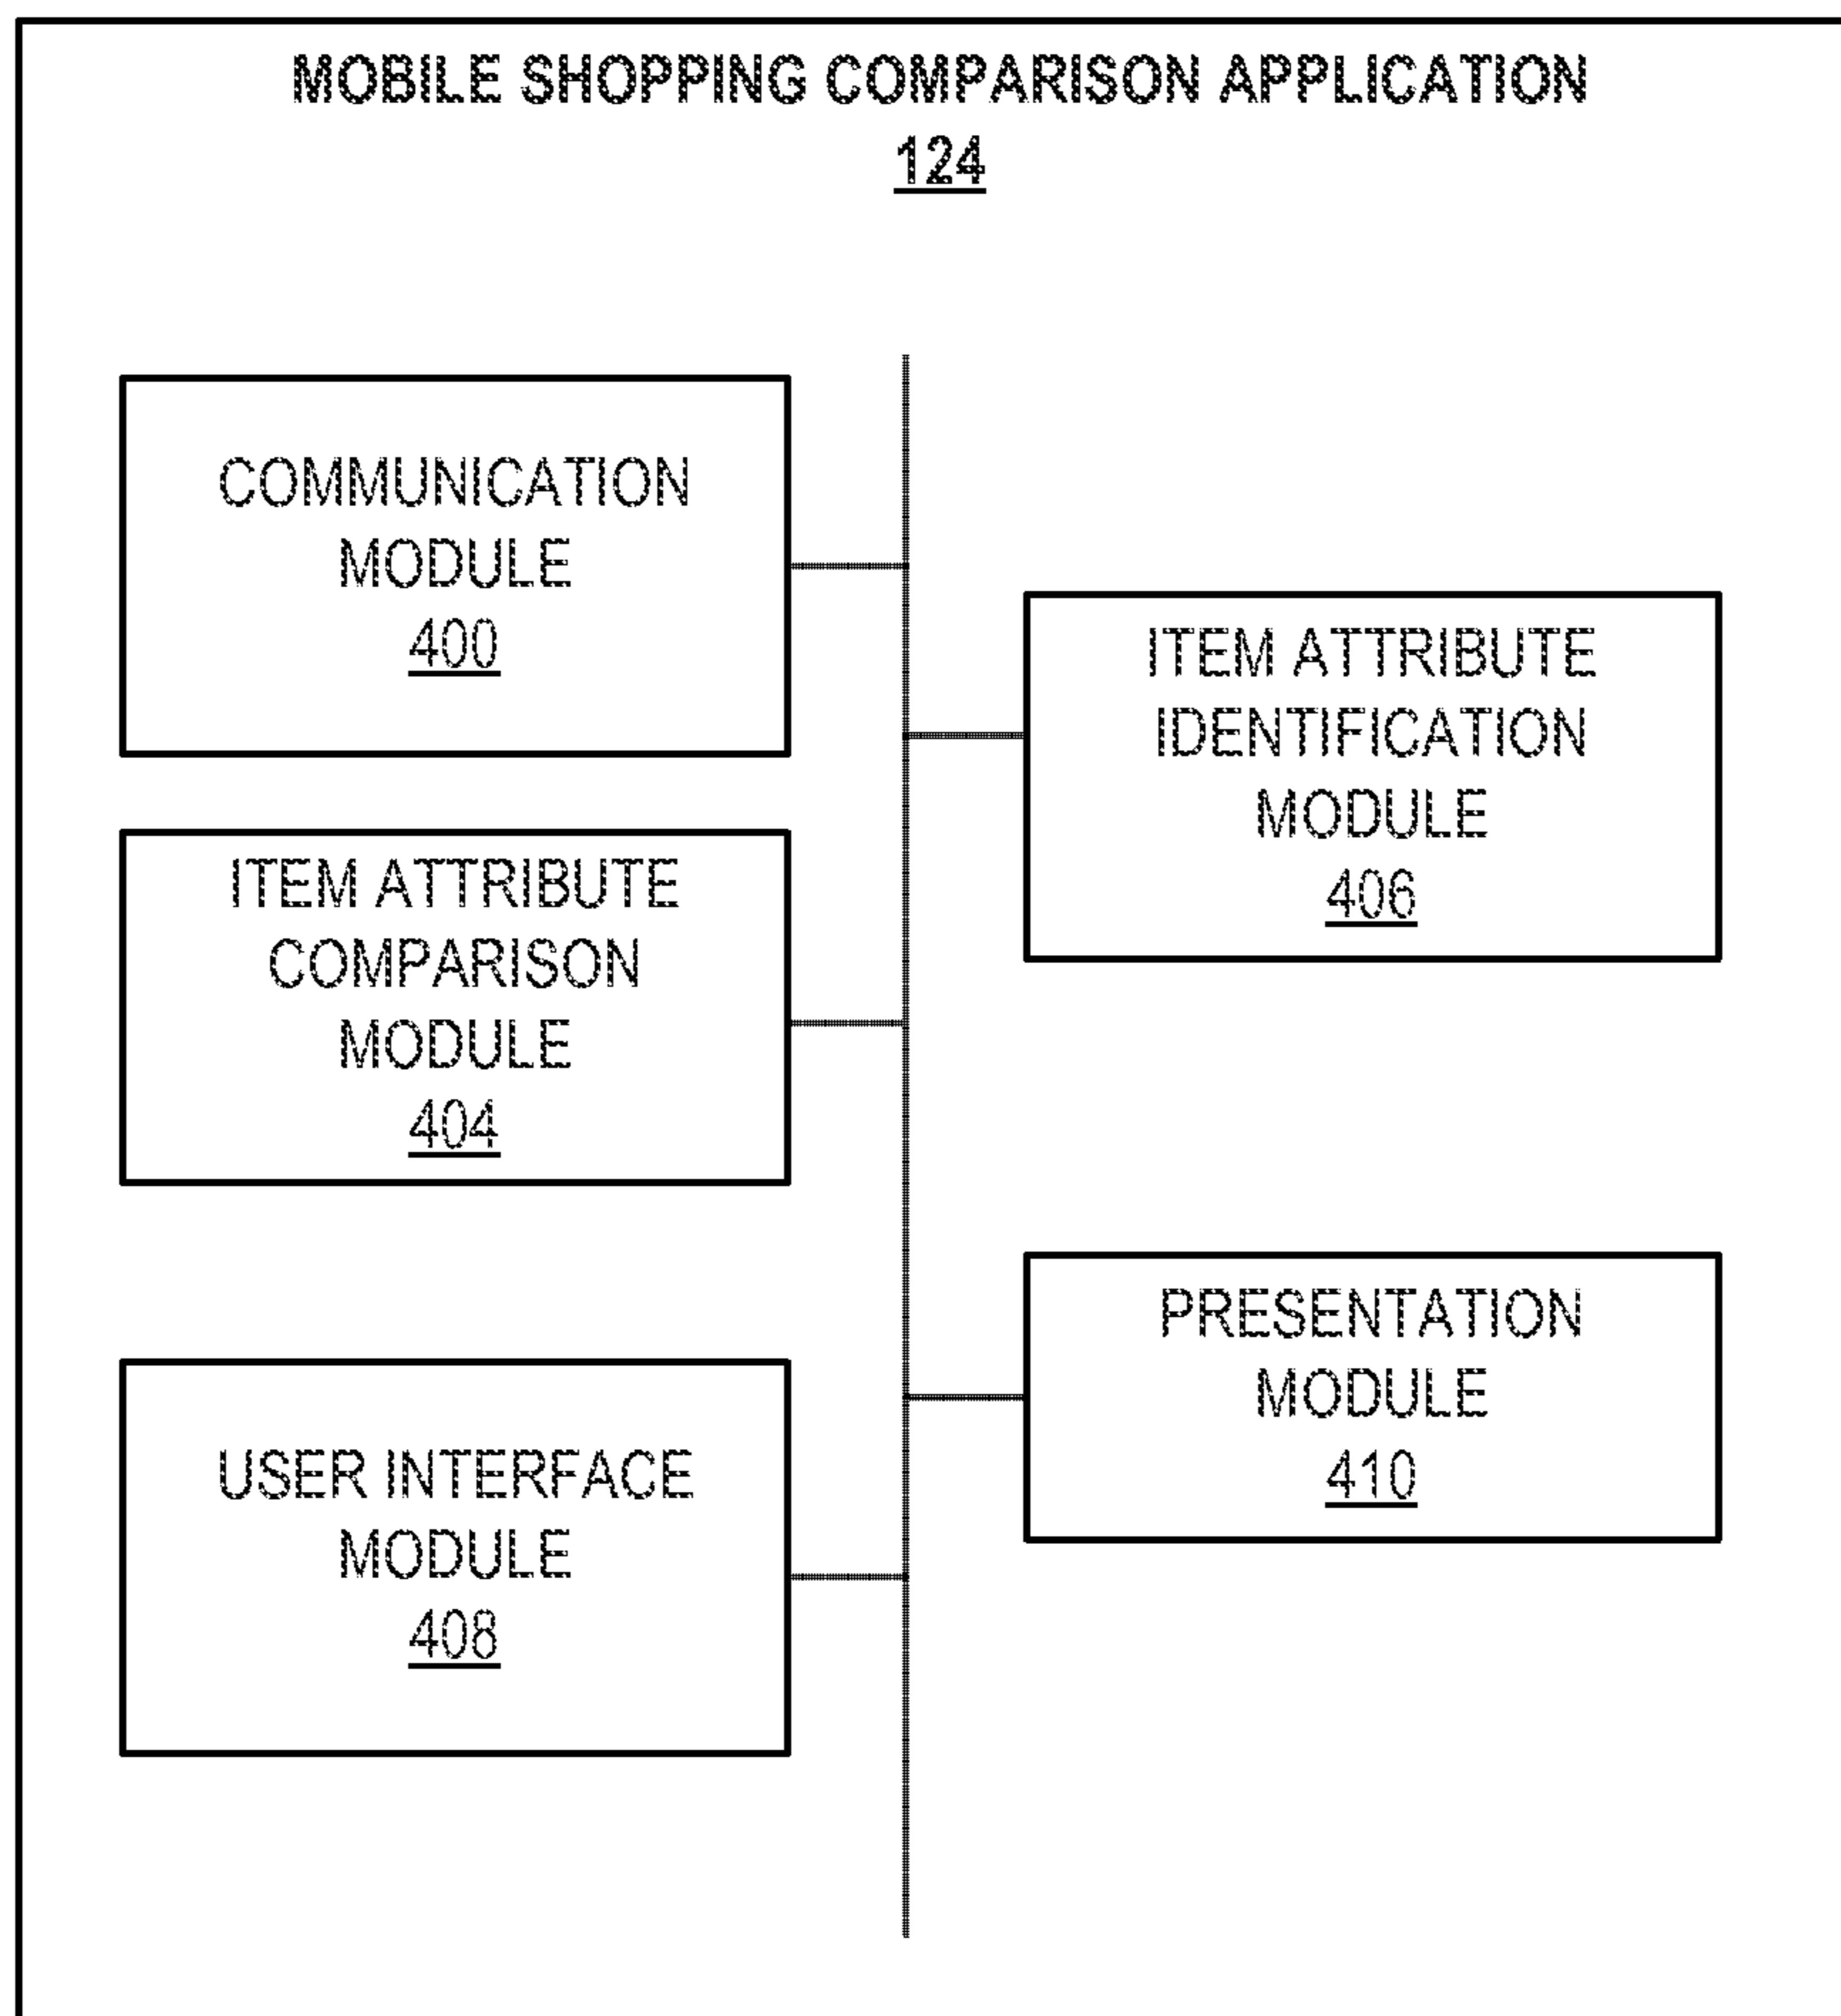 MOBILE SHOPPING COMPARISON APPLICATION
124
COMMUNICATION
MODULE
400
ITEM ATTRIBUTE
IDENTIFICATION
MODULE
406
ITEM ATTRIBUTE
COMPARISON
MODULE
404
PRESENTATION
MODULE
410
USER INTERFACE
MODULE
408